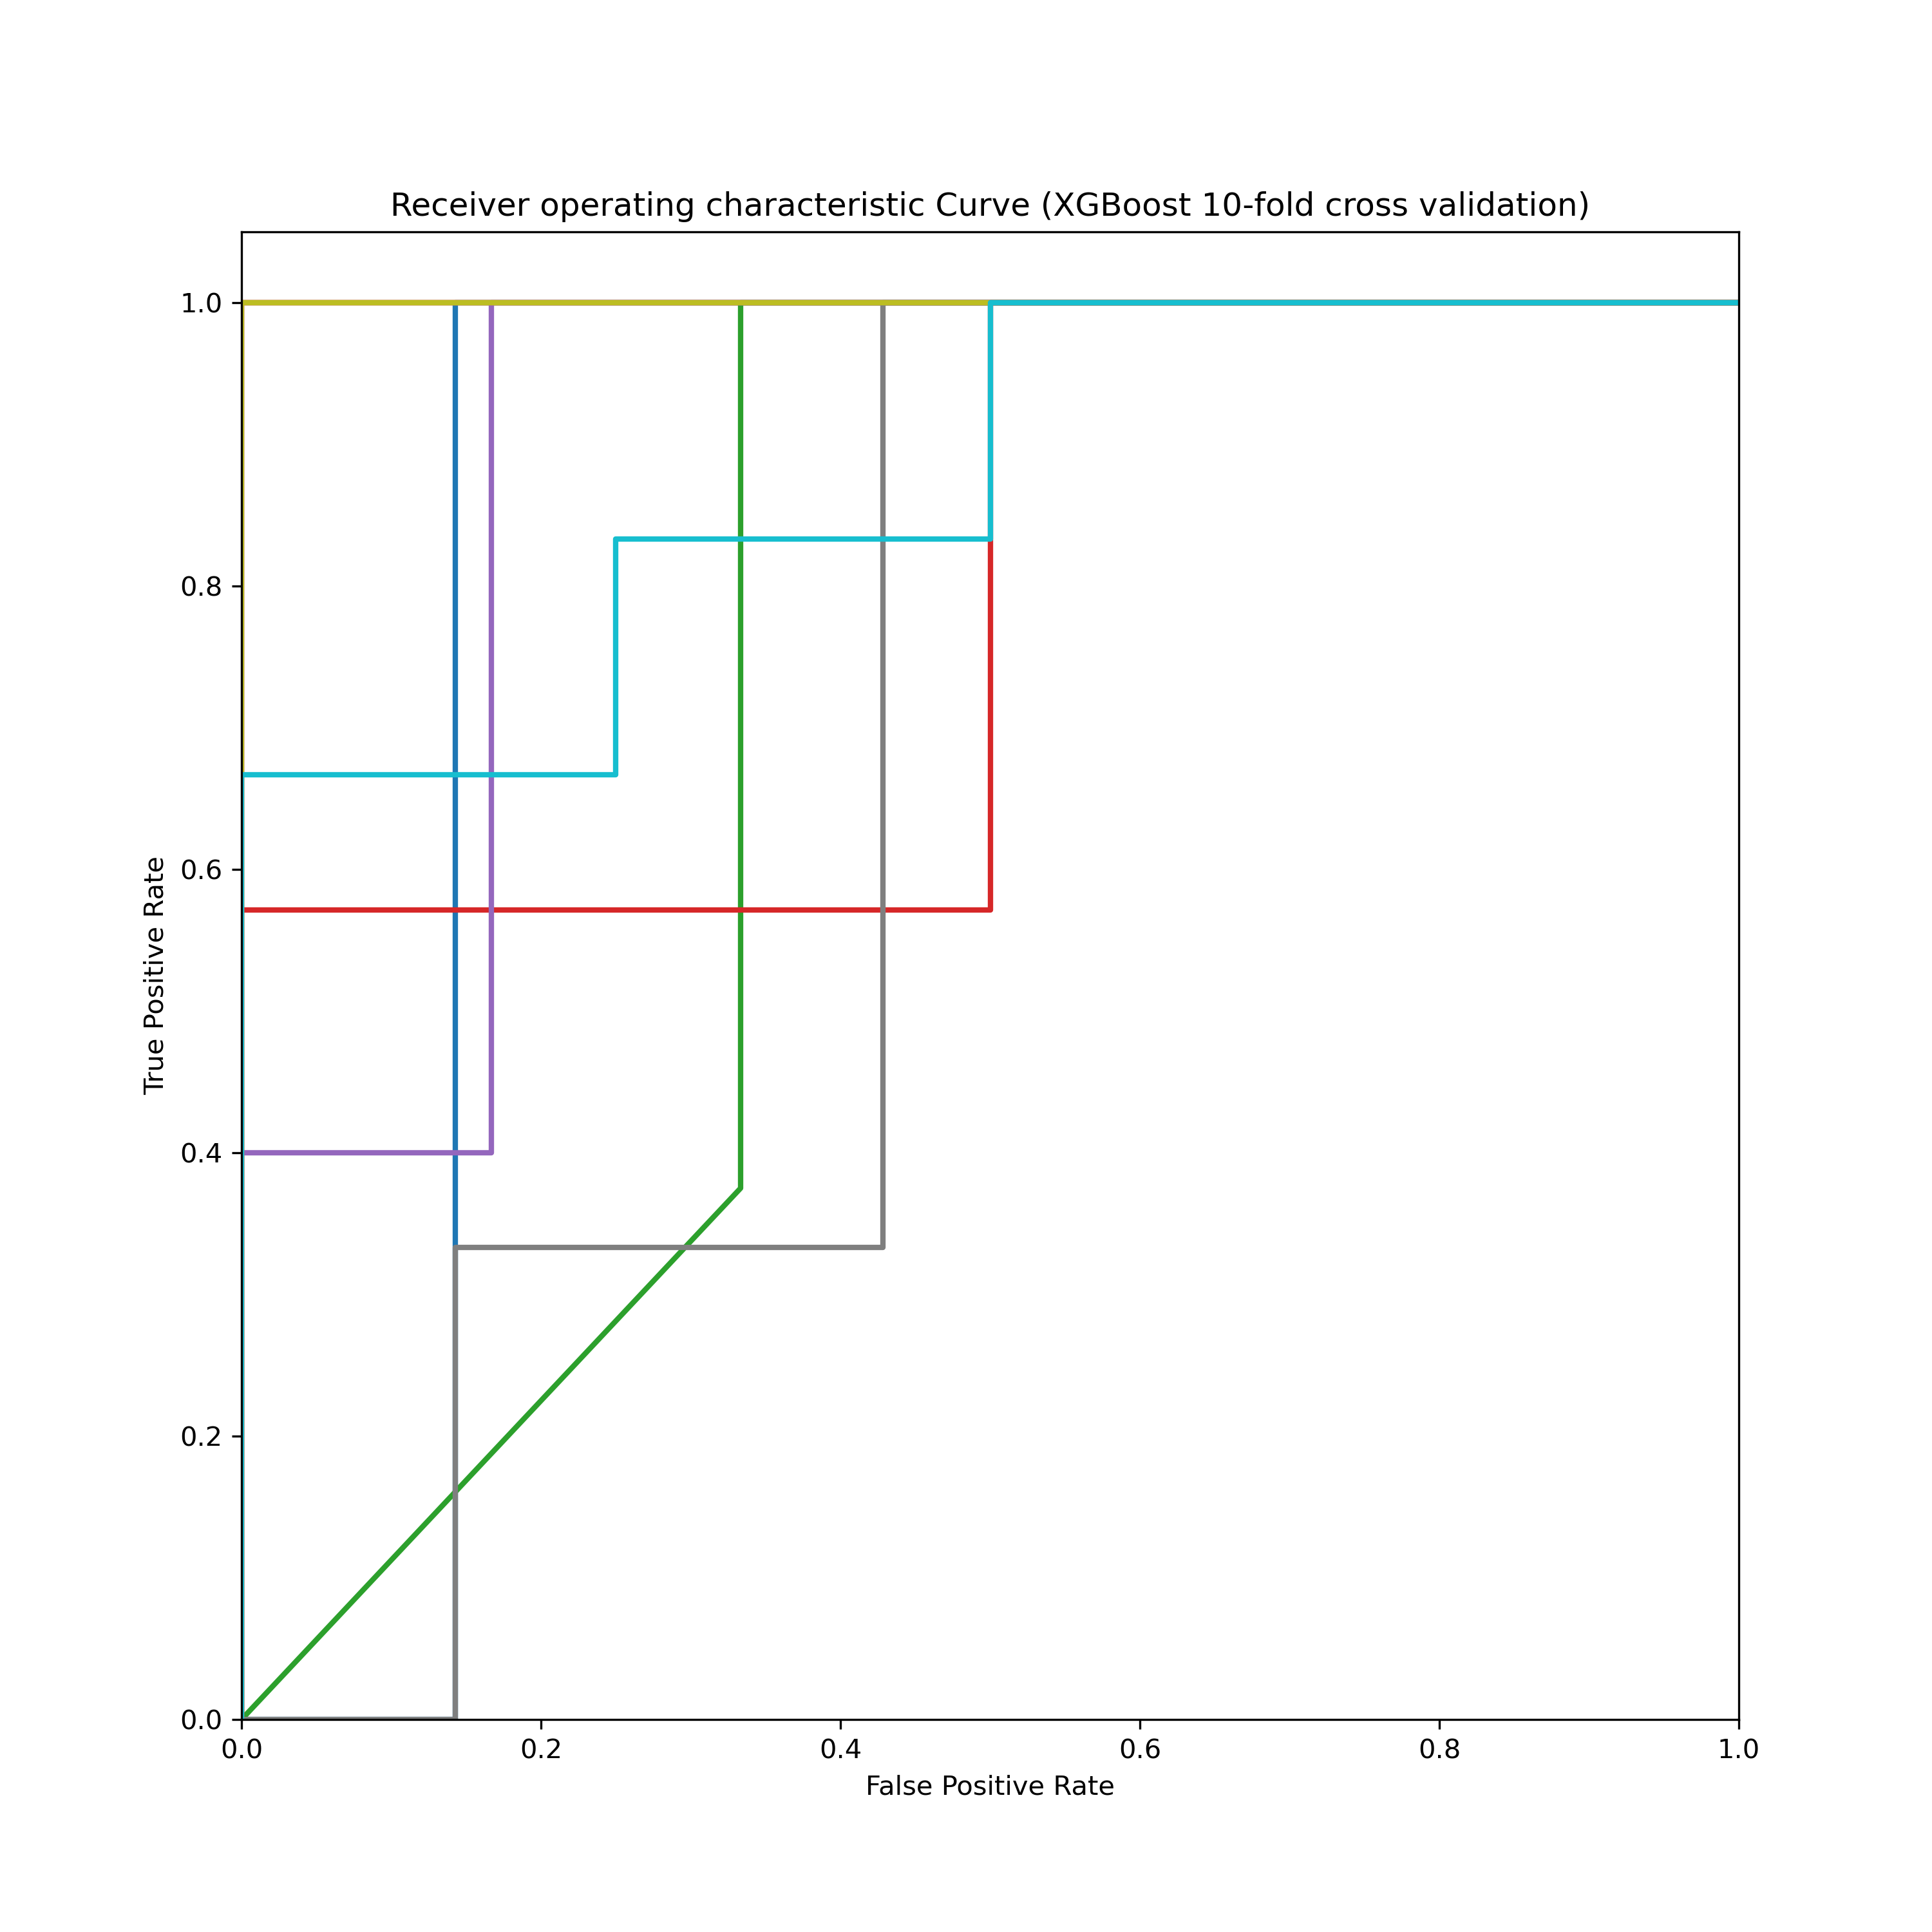 Receiver operating characteristic Curve (XGBoost 10-fold cross validation)
1.0
0.8
0.6
0.4
0.2
0.0
True Positive Rate
0.0 0.2 0.4 0.6 0.8 1.0
False Positive Rate